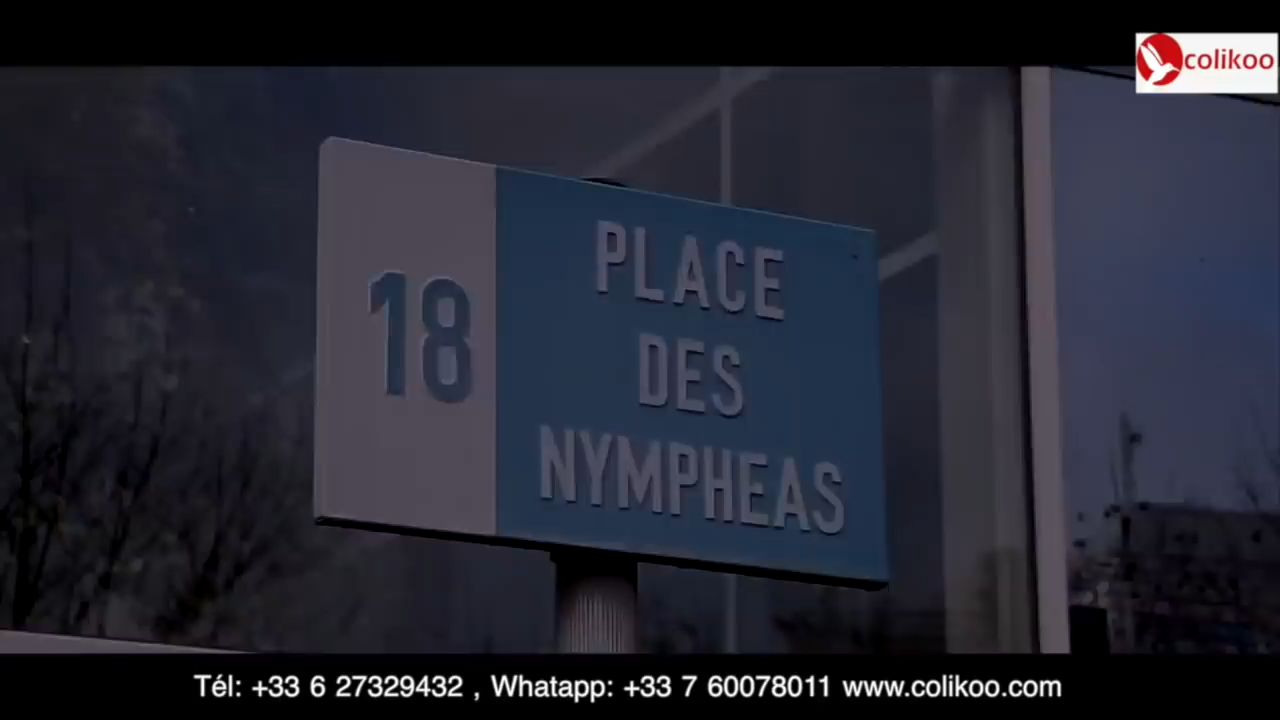 colikoo
18
PLACE
DES
NYMPHEAS
Tél: +33 6 27329432 , Whatapp: +33 7 60078011 www.colikoo.com